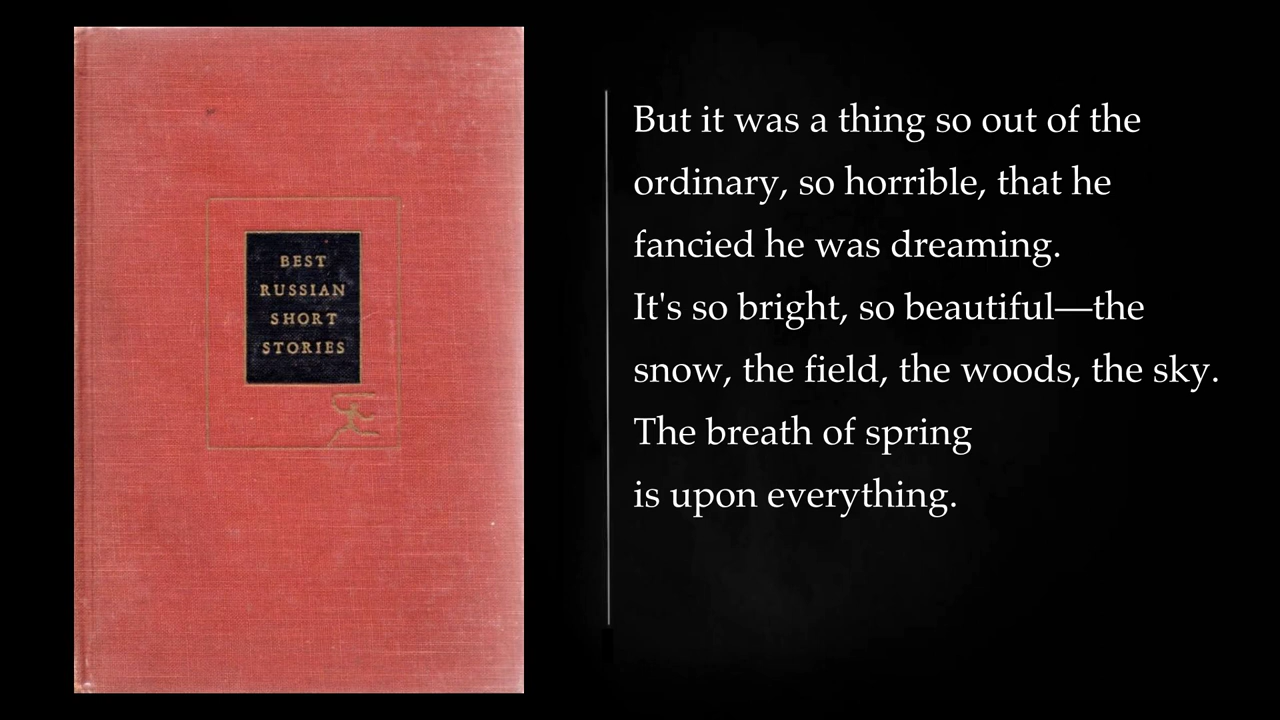 BEST
RUSSIAN
SHORT
STORIES
But it was a thing so out of the
ordinary, so horrible, that he
fancied he was dreaming.
It's so bright, so beautiful—the
snow, the field, the woods, the sky.
The breath of spring
is upon everything.